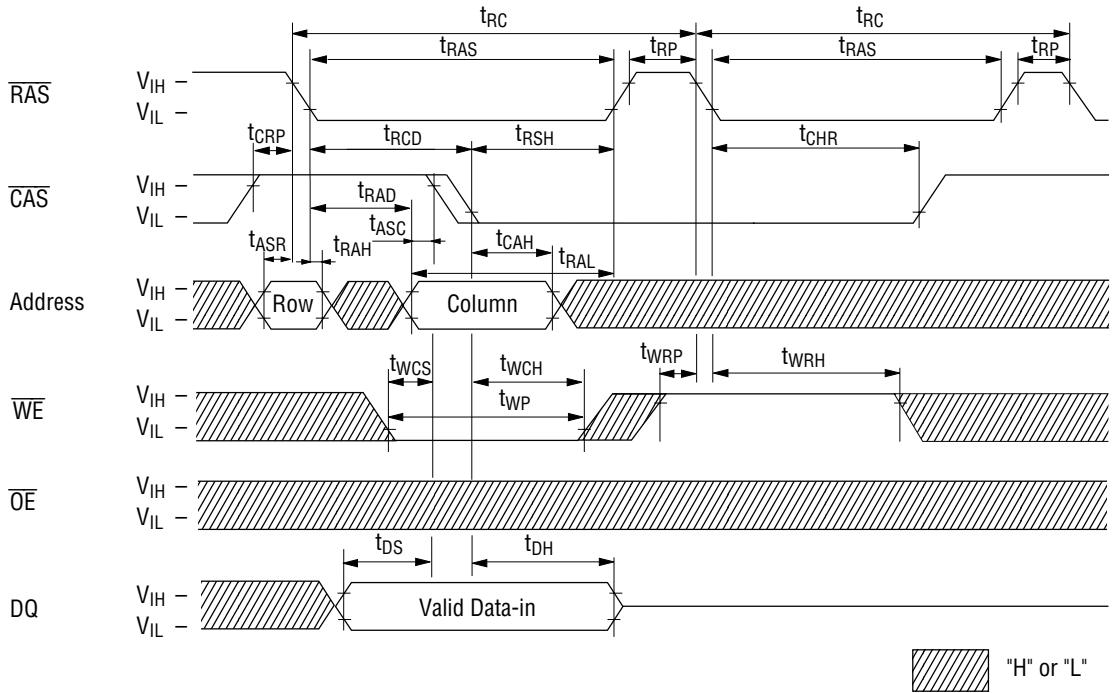 tRC tRC
tRAS tRP tRAS tRP
RAS VIH –
VIL –
tCRP tRCD tRSH tCHR
CAS VIH –
VIL –
tRAD
tASC
tASR tRAH tCAH
tRAL
Address VIH –
VIL –
Row Column
tWCS tWCH tWRP tWRH
tWP
WE VIH –
VIL –
OE VIH –
VIL –
tDS tDH
DQ VIH –
VIL –
Valid Data-in
"H" or "L"